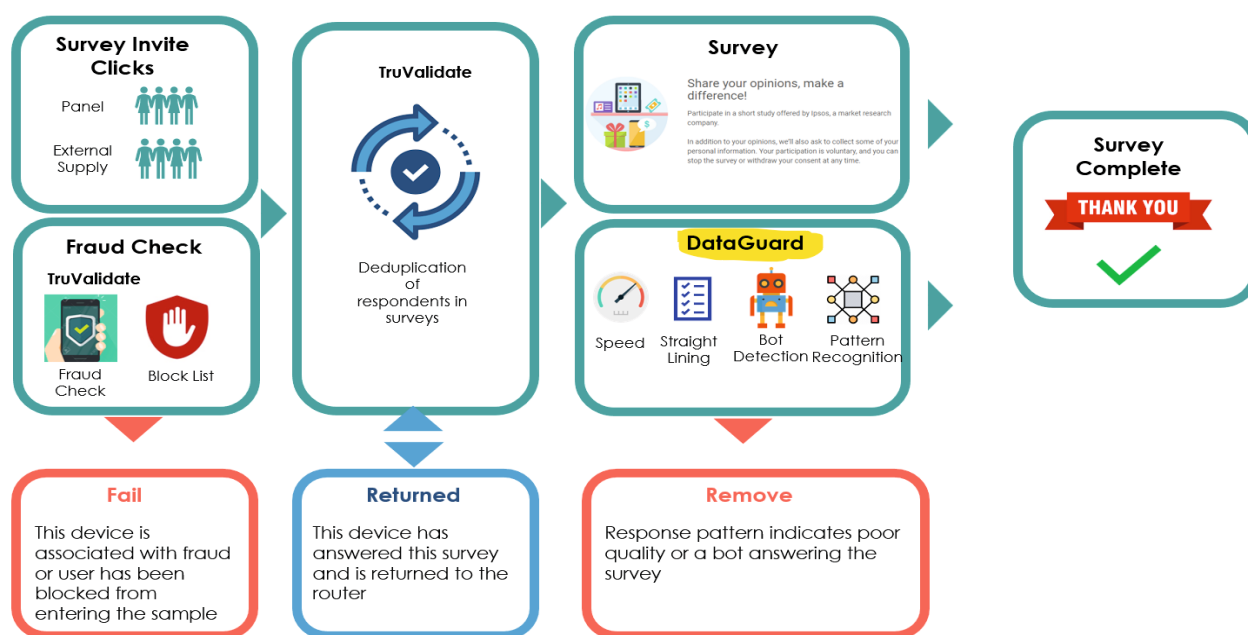 Survey Invite
Clicks
Panel
External
Supply
Fraud Check
TruValidate
Fraud
Check
Block List
TruValidate
Deduplication
of
respondents in
surveys
Survey
Share your opinions, make a
difference!
Participate in a short study offered by Ipsos, a market research
company.
In addition to your opinions, we'll also ask to collect some of your
personal information. Your participation is voluntary, and you can
stop the survey or withdraw your consent at any time.
DataGuard
Speed
Straight
Lining
Bot
Detection
Pattern
Recognition
Survey
Complete
THANK YOU
Fail
This device is
associated with fraud
or user has been
blocked from
entering the sample
Returned
This device has
answered this survey
and is returned to the
router
Remove
Response pattern indicates poor
quality or a bot answering the
survey